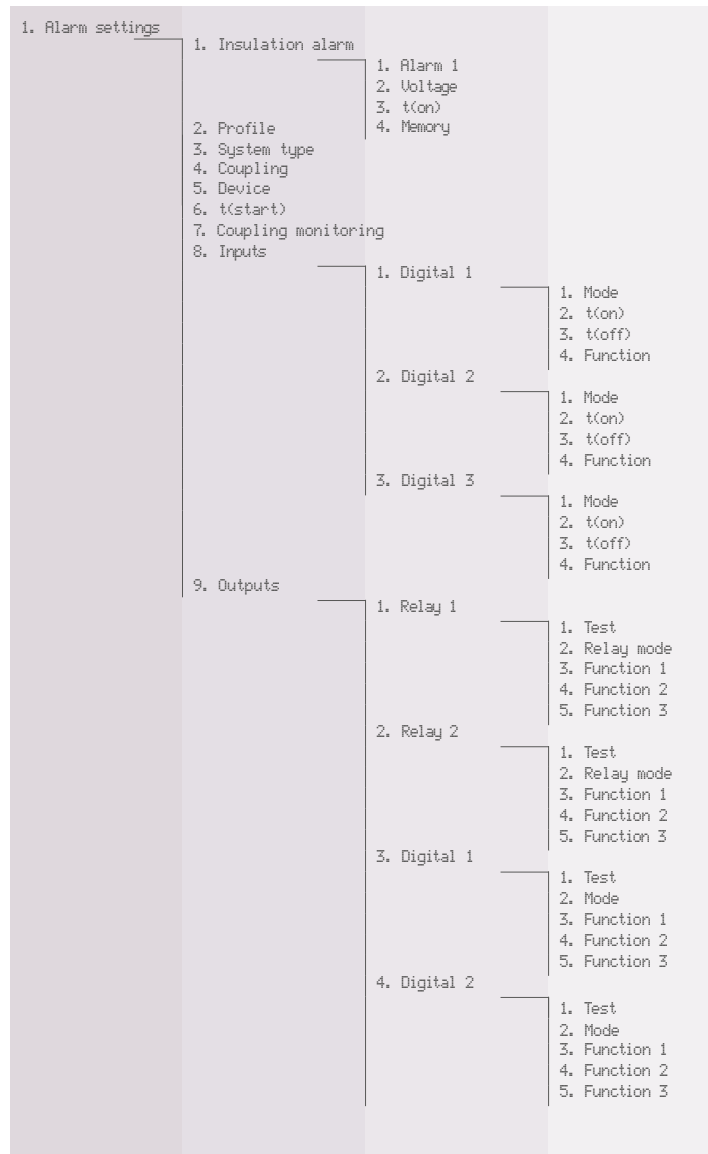 1. Alarm settings
1. Insulation alarm
1. Alarm 1
2. Voltage
3. t(on)
4. Memory
2. Profile
3. System type
4. Coupling
5. Device
6. t(start)
7. Coupling monitoring
8. Inputs
1. Digital 1
1. Mode
2. t(on)
3. t(off)
4. Function
2. Digital 2
1. Mode
2. t(on)
3. t(off)
4. Function
3. Digital 3
1. Mode
2. t(on)
3. t(off)
4. Function
9. Outputs
1. Relay 1
1. Test
2. Relay mode
3. Function 1
4. Function 2
5. Function 3
2. Relay 2
1. Test
2. Relay mode
3. Function 1
4. Function 2
5. Function 3
3. Digital 1
1. Test
2. Mode
3. Function 1
4. Function 2
5. Function 3
4. Digital 2
1. Test
2. Mode
3. Function 1
4. Function 2
5. Function 3